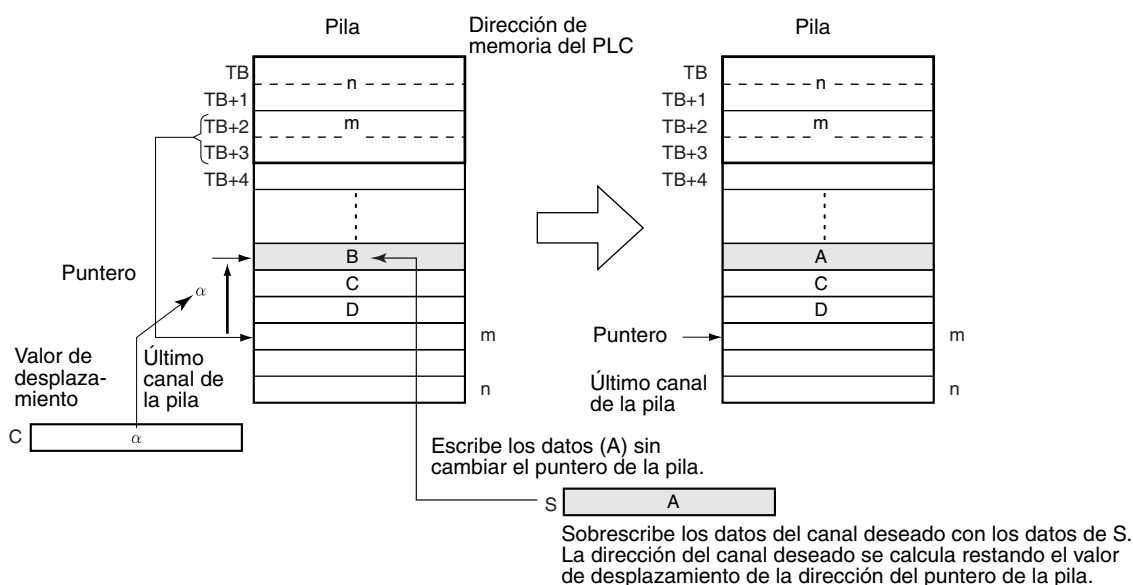 Pila
Dirección de
memoria del PLC
TB
TB+1
TB+2
TB+3
TB+4
n
m
B
C
D
m
n
Puntero
α
Valor de
desplaza-
miento
Último
canal de
la pila
C
α
Pila
TB
TB+1
TB+2
TB+3
TB+4
n
m
A
C
D
Puntero
m
Último canal
de la pila
n
Escribe los datos (A) sin
cambiar el puntero de la pila.
S
A
Sobrescribe los datos del canal deseado con los datos de S.
La dirección del canal deseado se calcula restando el valor
de desplazamiento de la dirección del puntero de la pila.